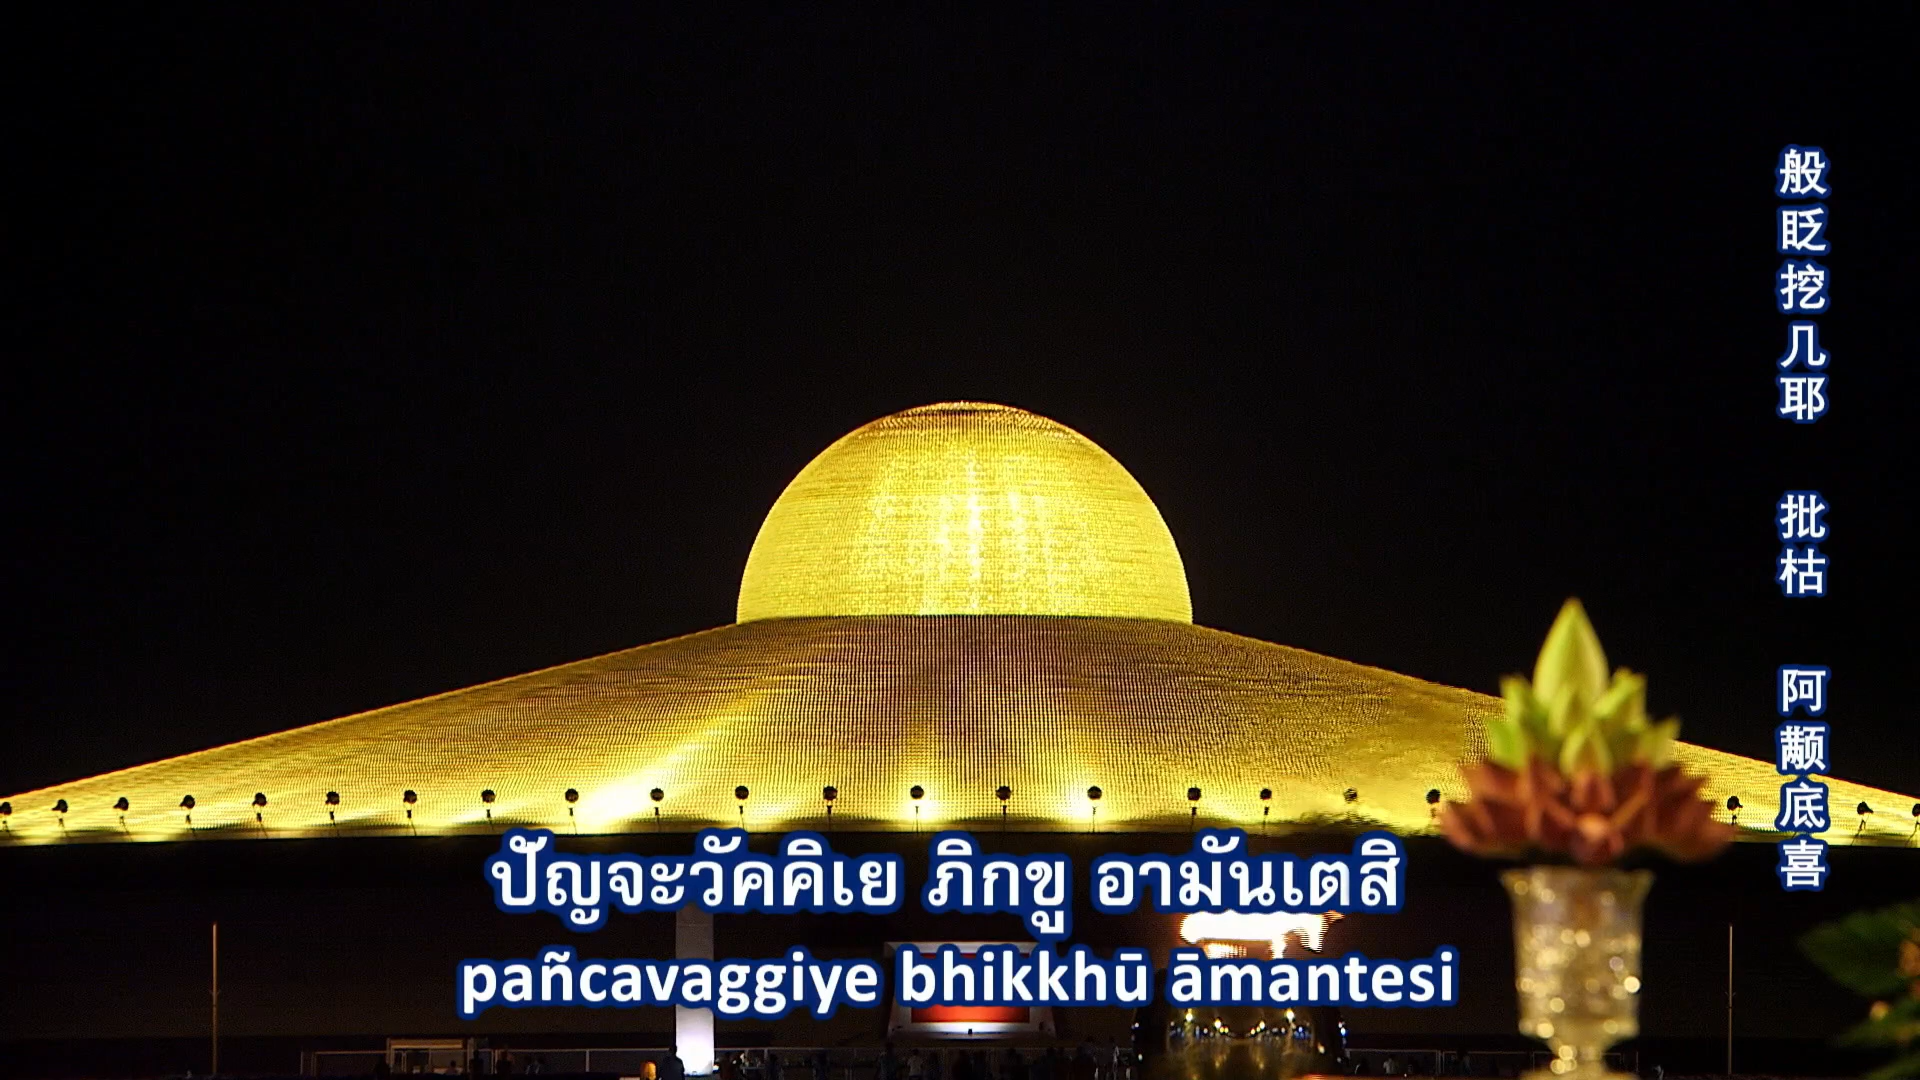 ปัญจะวัคคิเย ภิกขู อามันเตสิ
pañcavaggiye bhikkhū āmantesi
般眨挖几耶 批枯 阿颟底喜